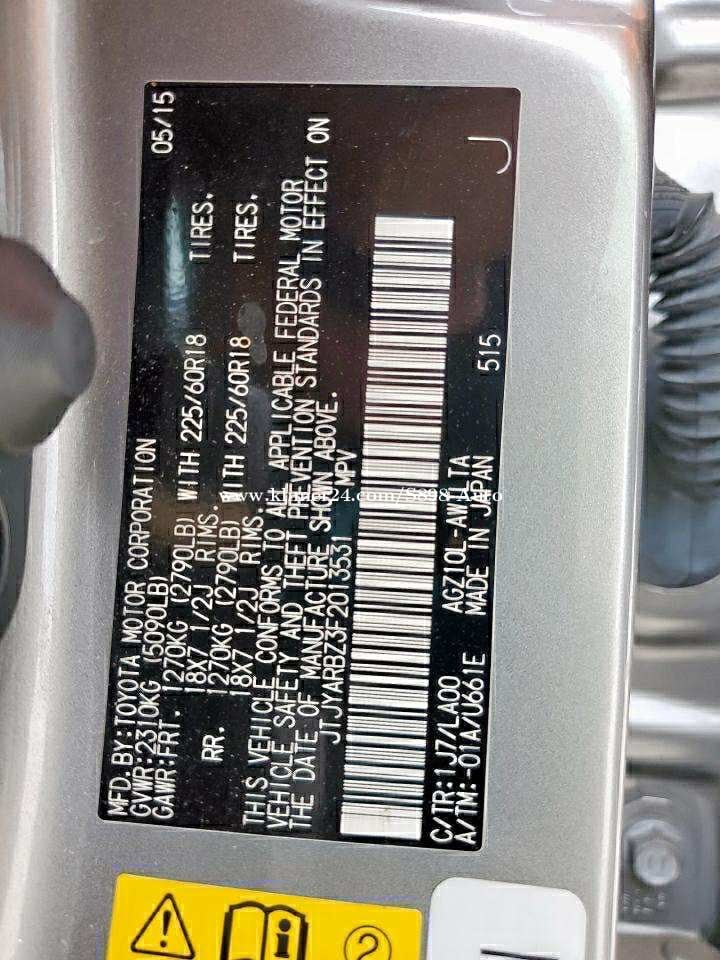 MFD.BY:TOYOTA MOTOR CORPORATION 05/15
GVWR:2310KG (5090LB)
GAWR:FRT. 1270KG (2790LB) WITH 225/60R18 TIRES.
18X7 1/2J RIMS.
RR. 1270KG (2790LB) WITH 225/60R18 TIRES.
18X7 1/2J RIMS.
THIS VEHICLE CONFORMS TO ALL APPLICABLE FEDERAL MOTOR
VEHICLE SAFETY AND THEFT PREVENTION STANDARDS IN EFFECT ON
THE DATE OF MANUFACTURE SHOWN ABOVE.
JTJYARBZ3F2013531 MPV
C/TR:1J7/LA00 AGZ10L-AWTLTA
A/TM:-01A/U661E MADE IN JAPAN 515 J
www.khmer24.com/S898 Auto